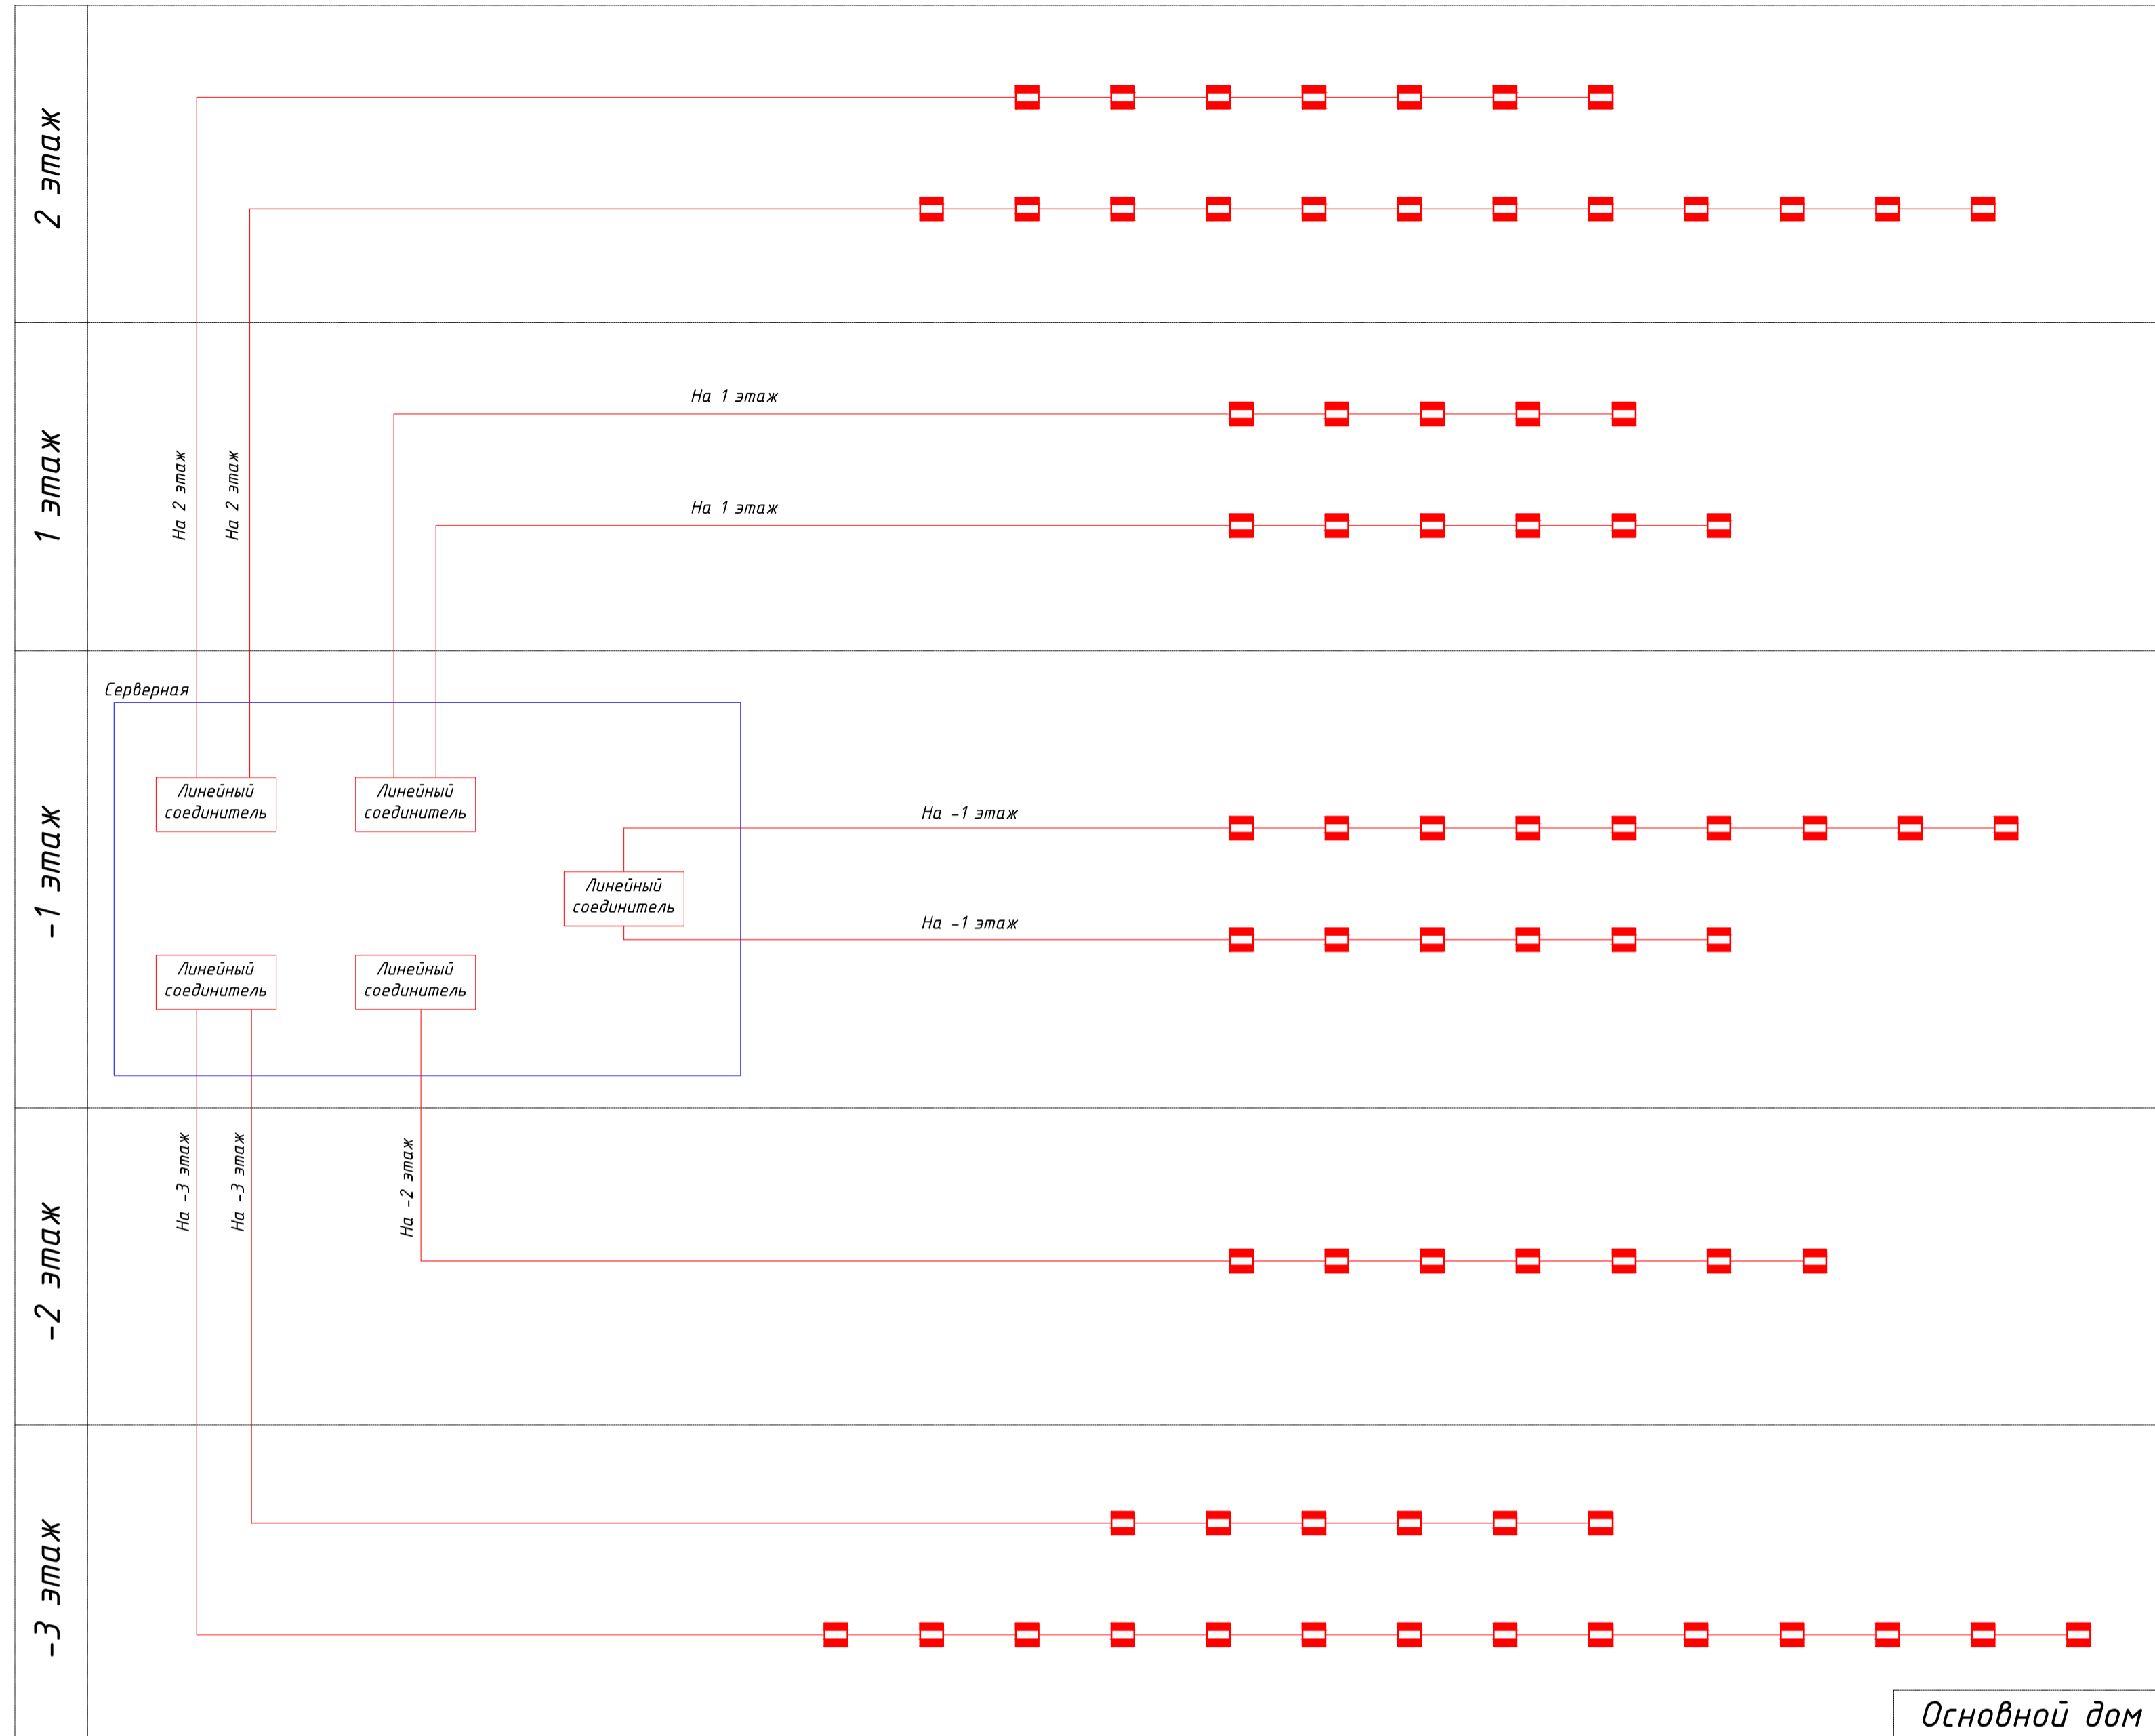 2 этаж
1 этаж
На 2 этаж
На 2 этаж
На 1 этаж
На 1 этаж
-1 этаж
Серверная
Линейный
соединитель
Линейный
соединитель
Линейный
соединитель
На -1 этаж
На -1 этаж
Линейный
соединитель
Линейный
соединитель
-2 этаж
На -3 этаж
На -3 этаж
На -2 этаж
-3 этаж
Основной дом